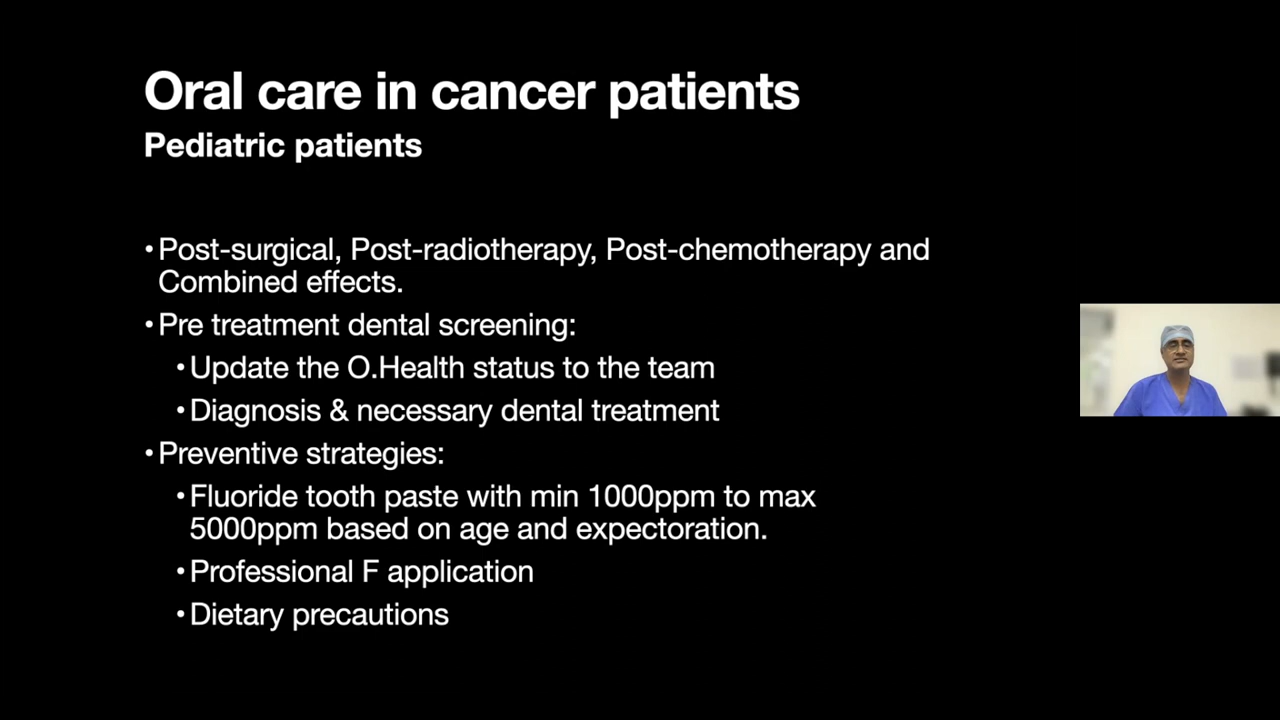 Oral care in cancer patients
Pediatric patients
•Post-surgical, Post-radiotherapy, Post-chemotherapy and
Combined effects.
•Pre treatment dental screening:
•Update the O.Health status to the team
•Diagnosis & necessary dental treatment
•Preventive strategies:
•Fluoride tooth paste with min 1000ppm to max
5000ppm based on age and expectoration.
•Professional F application
•Dietary precautions